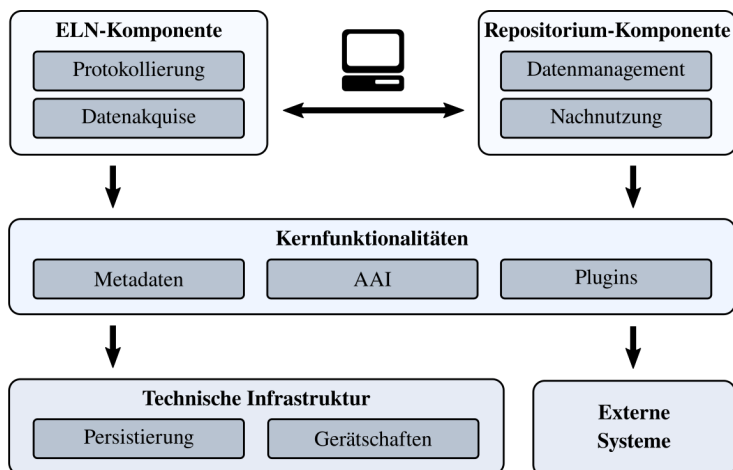 ELN-Komponente
Protokollierung
Datenakquise
Repositorium-Komponente
Datenmanagement
Nachnutzung
Kernfunktionalitäten
Metadaten
AAI
Plugins
Technische Infrastruktur
Persistierung
Gerätschaften
Externe
Systeme